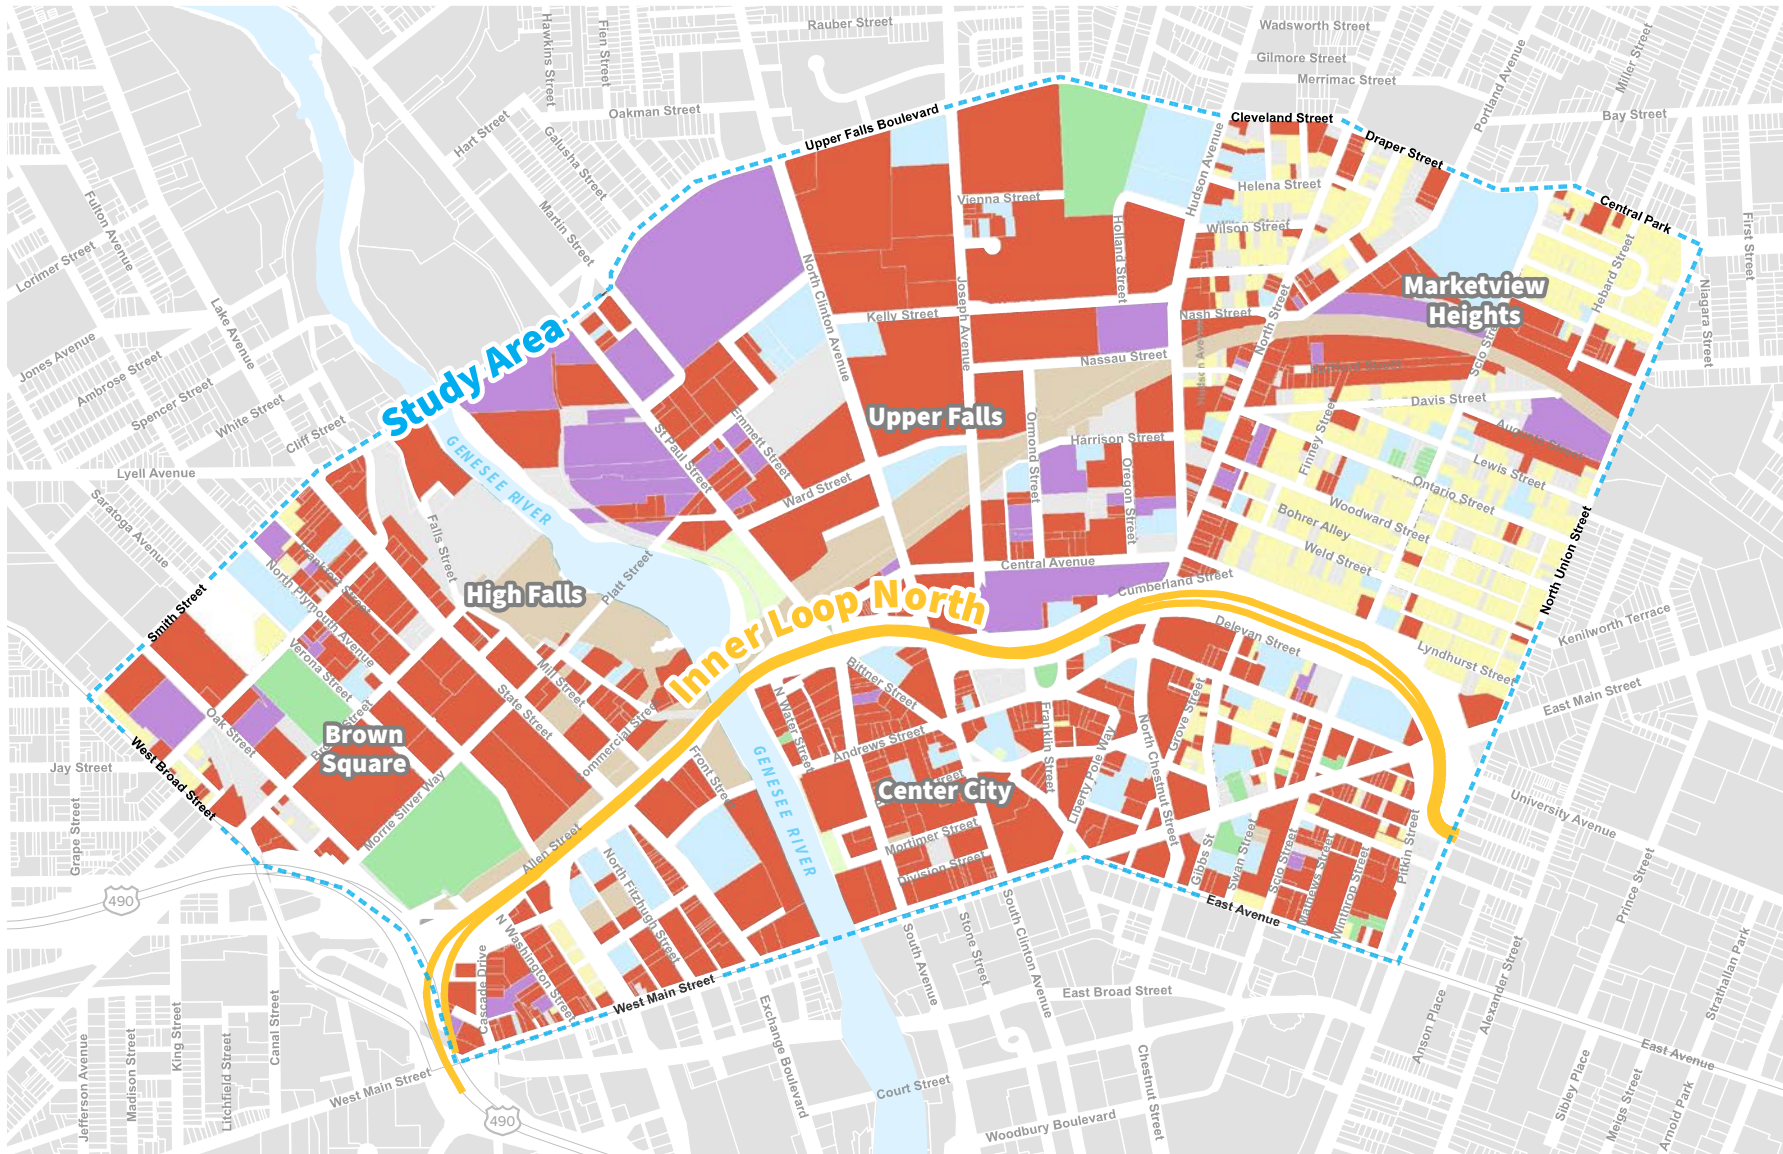 Rauber Street
Wadsworth Street
Hawkins Street
Fien Street
Gilmore Street
Merrimac Street
Portland Avenue
Miller Street
Oakman Street
Hart Street
Galusha Street
Upper Falls Boulevard
Cleveland Street
Draper Street
Bay Street
Hudson Avenue
Helena Street
Vienna Street
Wilson Street
Central Park
First Street
Fulton Avenue
Martin Street
Lorimer Street
Holland Street
Hebard Street
North Clinton Avenue
Joseph Avenue
Kelly Street
Nash Street
North Street
Marketview
Heights
Niagara Street
Lake Avenue
Study Area
Jones Avenue
Ambrose Street
Spencer Street
White Street
Cliff Street
Nassau Street
Scio Street
Davis Street
Upper Falls
Emmett Street
St Paul Street
Ormond Street
Harrison Street
Oregon Street
Finney Street
Lewis Street
Ontario Street
Woodward Street
Bohrer Alley
Weld Street
Lyell Avenue
Saratoga Avenue
GENESEE RIVER
Ward Street
Falls Street
Platt Street
High Falls
Central Avenue
Cumberland Street
North Union Street
Kenilworth Terrace
Smith Street
Frankfort Street
North Plymouth Avenue
Verona Street
Inner Loop North
Delevan Street
Lyndhurst Street
Mill Street
State Street
Bittner Street
N Water Street
Andrews Street
Franklin Street
Liberty Pole Way
North Chestnut Street
Grove Street
East Main Street
Oak Street
Brown
Square
West Broad Street
Jay Street
Grape Street
Morrie Silver Way
Front Street
GENESEE RIVER
Center City
Mortimer Street
Division Street
Allen Street
University Avenue
Pitkin Street
Gibbs St
Swan Street
Scio Street
Matthews Street
Winthrop Street
Prince Street
490
N Washington Street
North Fitzhugh Street
Cascade Drive
West Main Street
East Avenue
South Avenue
Stone Street
South Clinton Avenue
East Broad Street
Alexander Street
Anson Place
Strathallan Park
East Avenue
Exchange Boulevard
Court Street
Chestnut Street
Woodbury Boulevard
Sibley Place
Meigs Street
Arnold Park
Jefferson Avenue
Madison Street
King Street
Litchfield Street
Canal Street
West Main Street
490